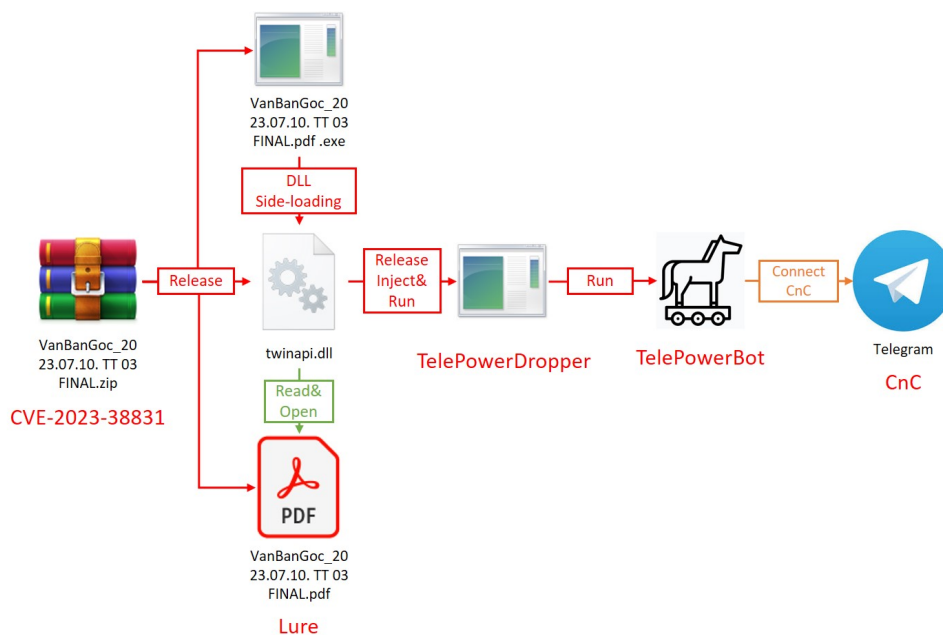 VanBanGoc_20
23.07.10. TT 03
FINAL.pdf .exe
DLL
Side-loading
Release
Release
Inject&
Run
Run
Connect
CnC
VanBanGoc_20
23.07.10. TT 03
FINAL.zip
CVE-2023-38831
twinapi.dll
TelePowerDropper
TelePowerBot
Telegram
CnC
Read&
Open
PDF
VanBanGoc_20
23.07.10. TT 03
FINAL.pdf
Lure